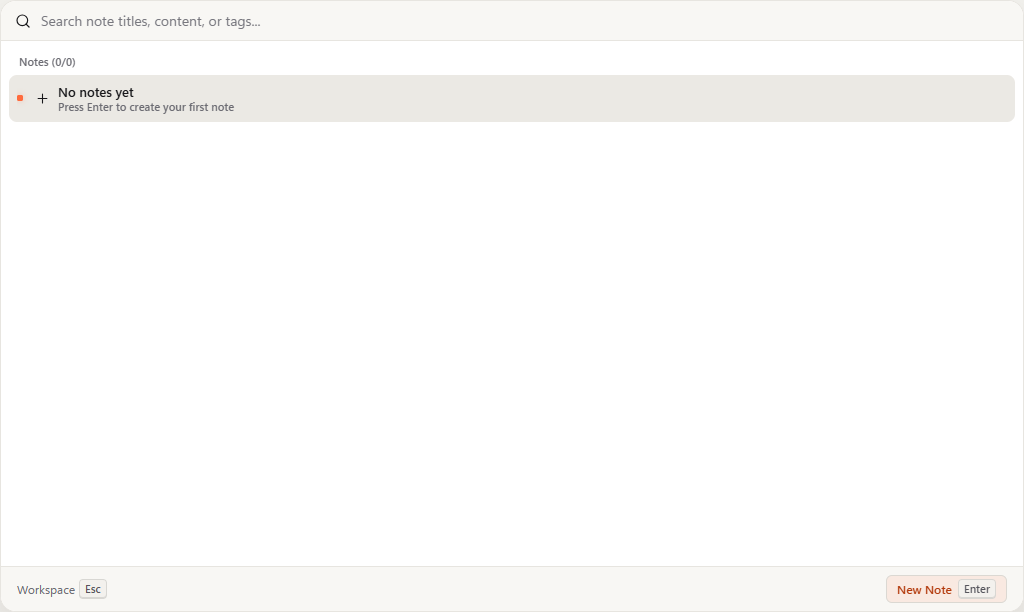 Search note titles, content, or tags...
Notes (0/0)
No notes yet
Press Enter to create your first note
Workspace Esc
New Note Enter